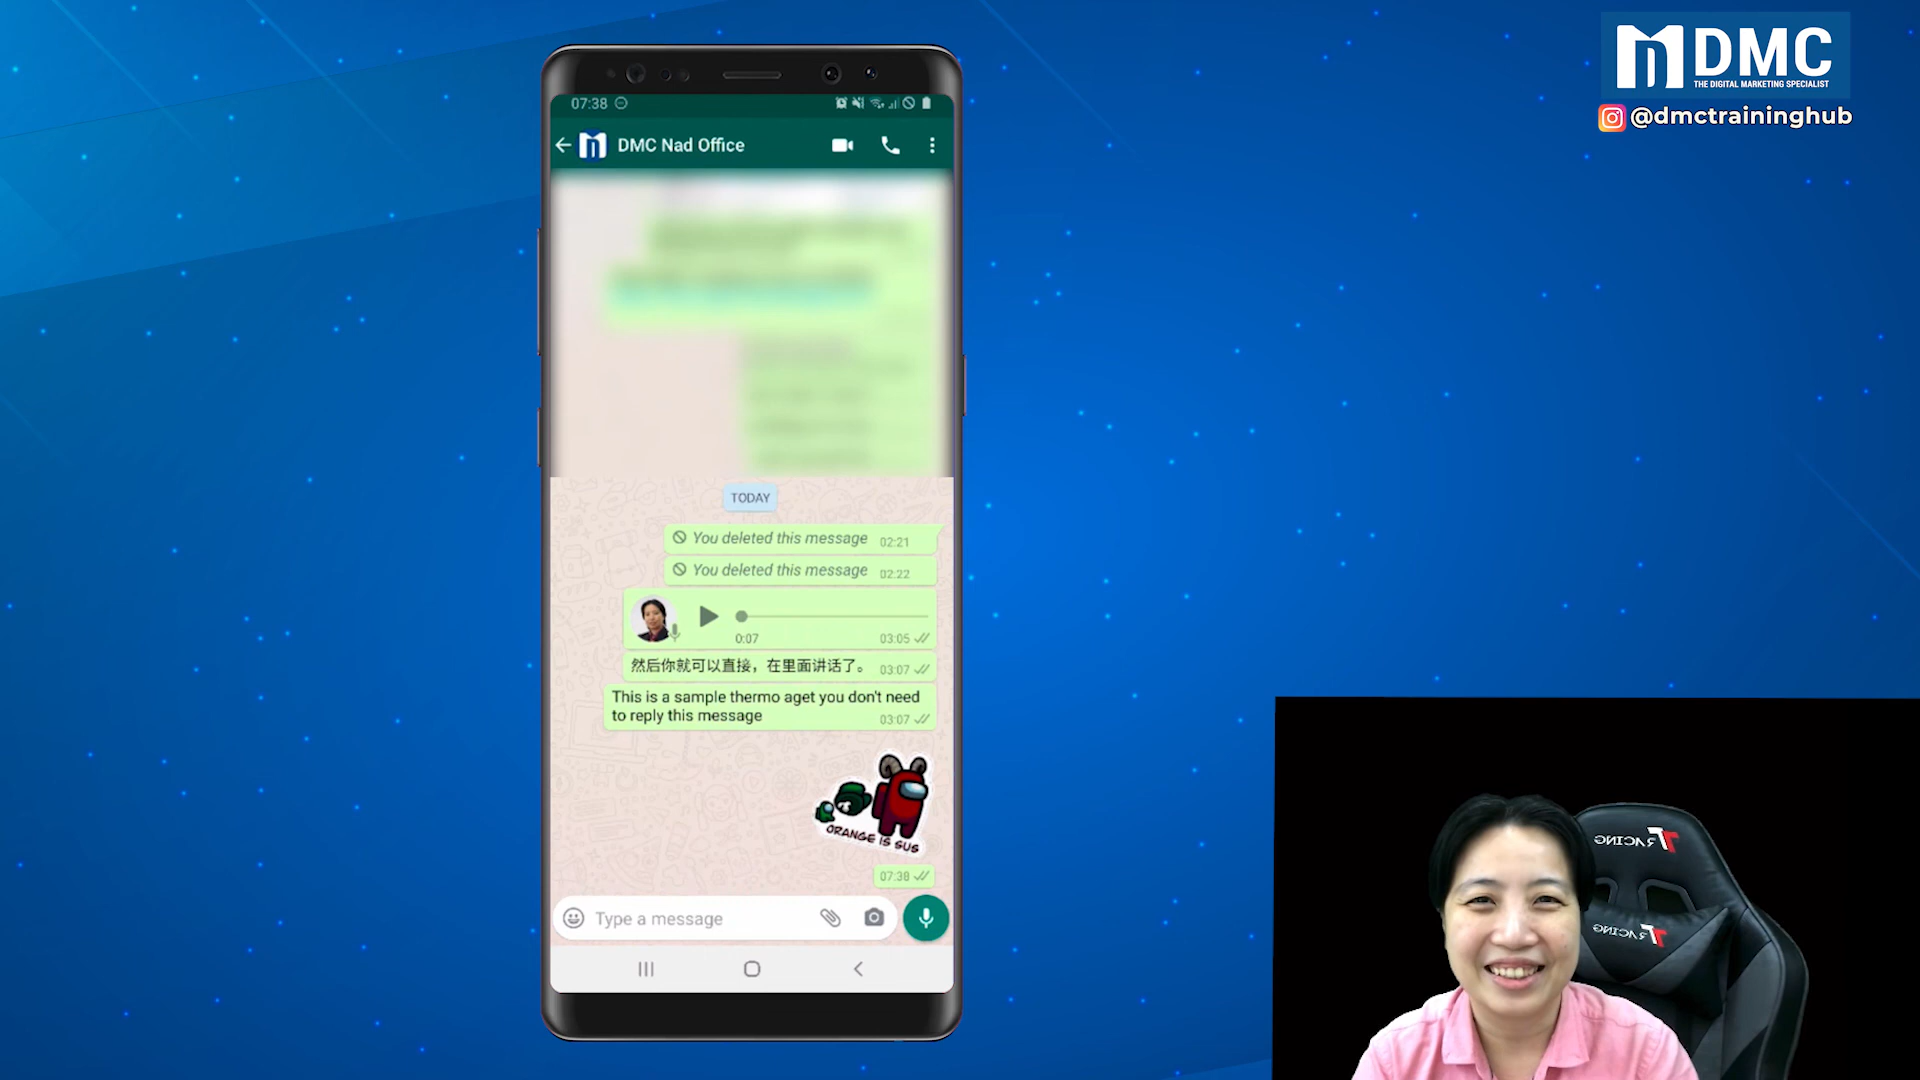 DMC
THE DIGITAL MARKETING SPECIALIST
@dmctraininghub
07:38
DMC Nad Office
TODAY
You deleted this message 02:21
You deleted this message 02:22
0:07 03:05
然后你就可以直接，在里面讲话了。 03:07
This is a sample thermo aget you don't need
to reply this message 03:07
ORANGE IS SUS
07:38
Type a message
TTRACING
TTRACING